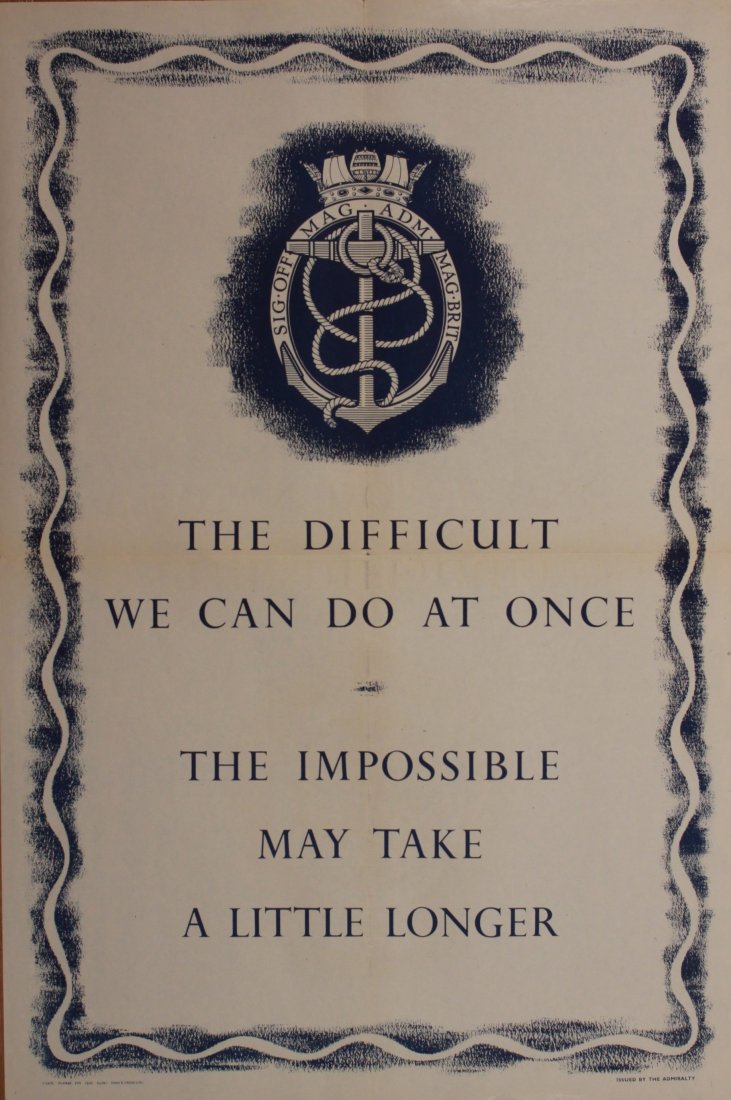 SIG·OFF MAG·ADM·MAG·BRIT
THE DIFFICULT
WE CAN DO AT ONCE
THE IMPOSSIBLE
MAY TAKE
A LITTLE LONGER
ISSUED BY THE ADMIRALTY